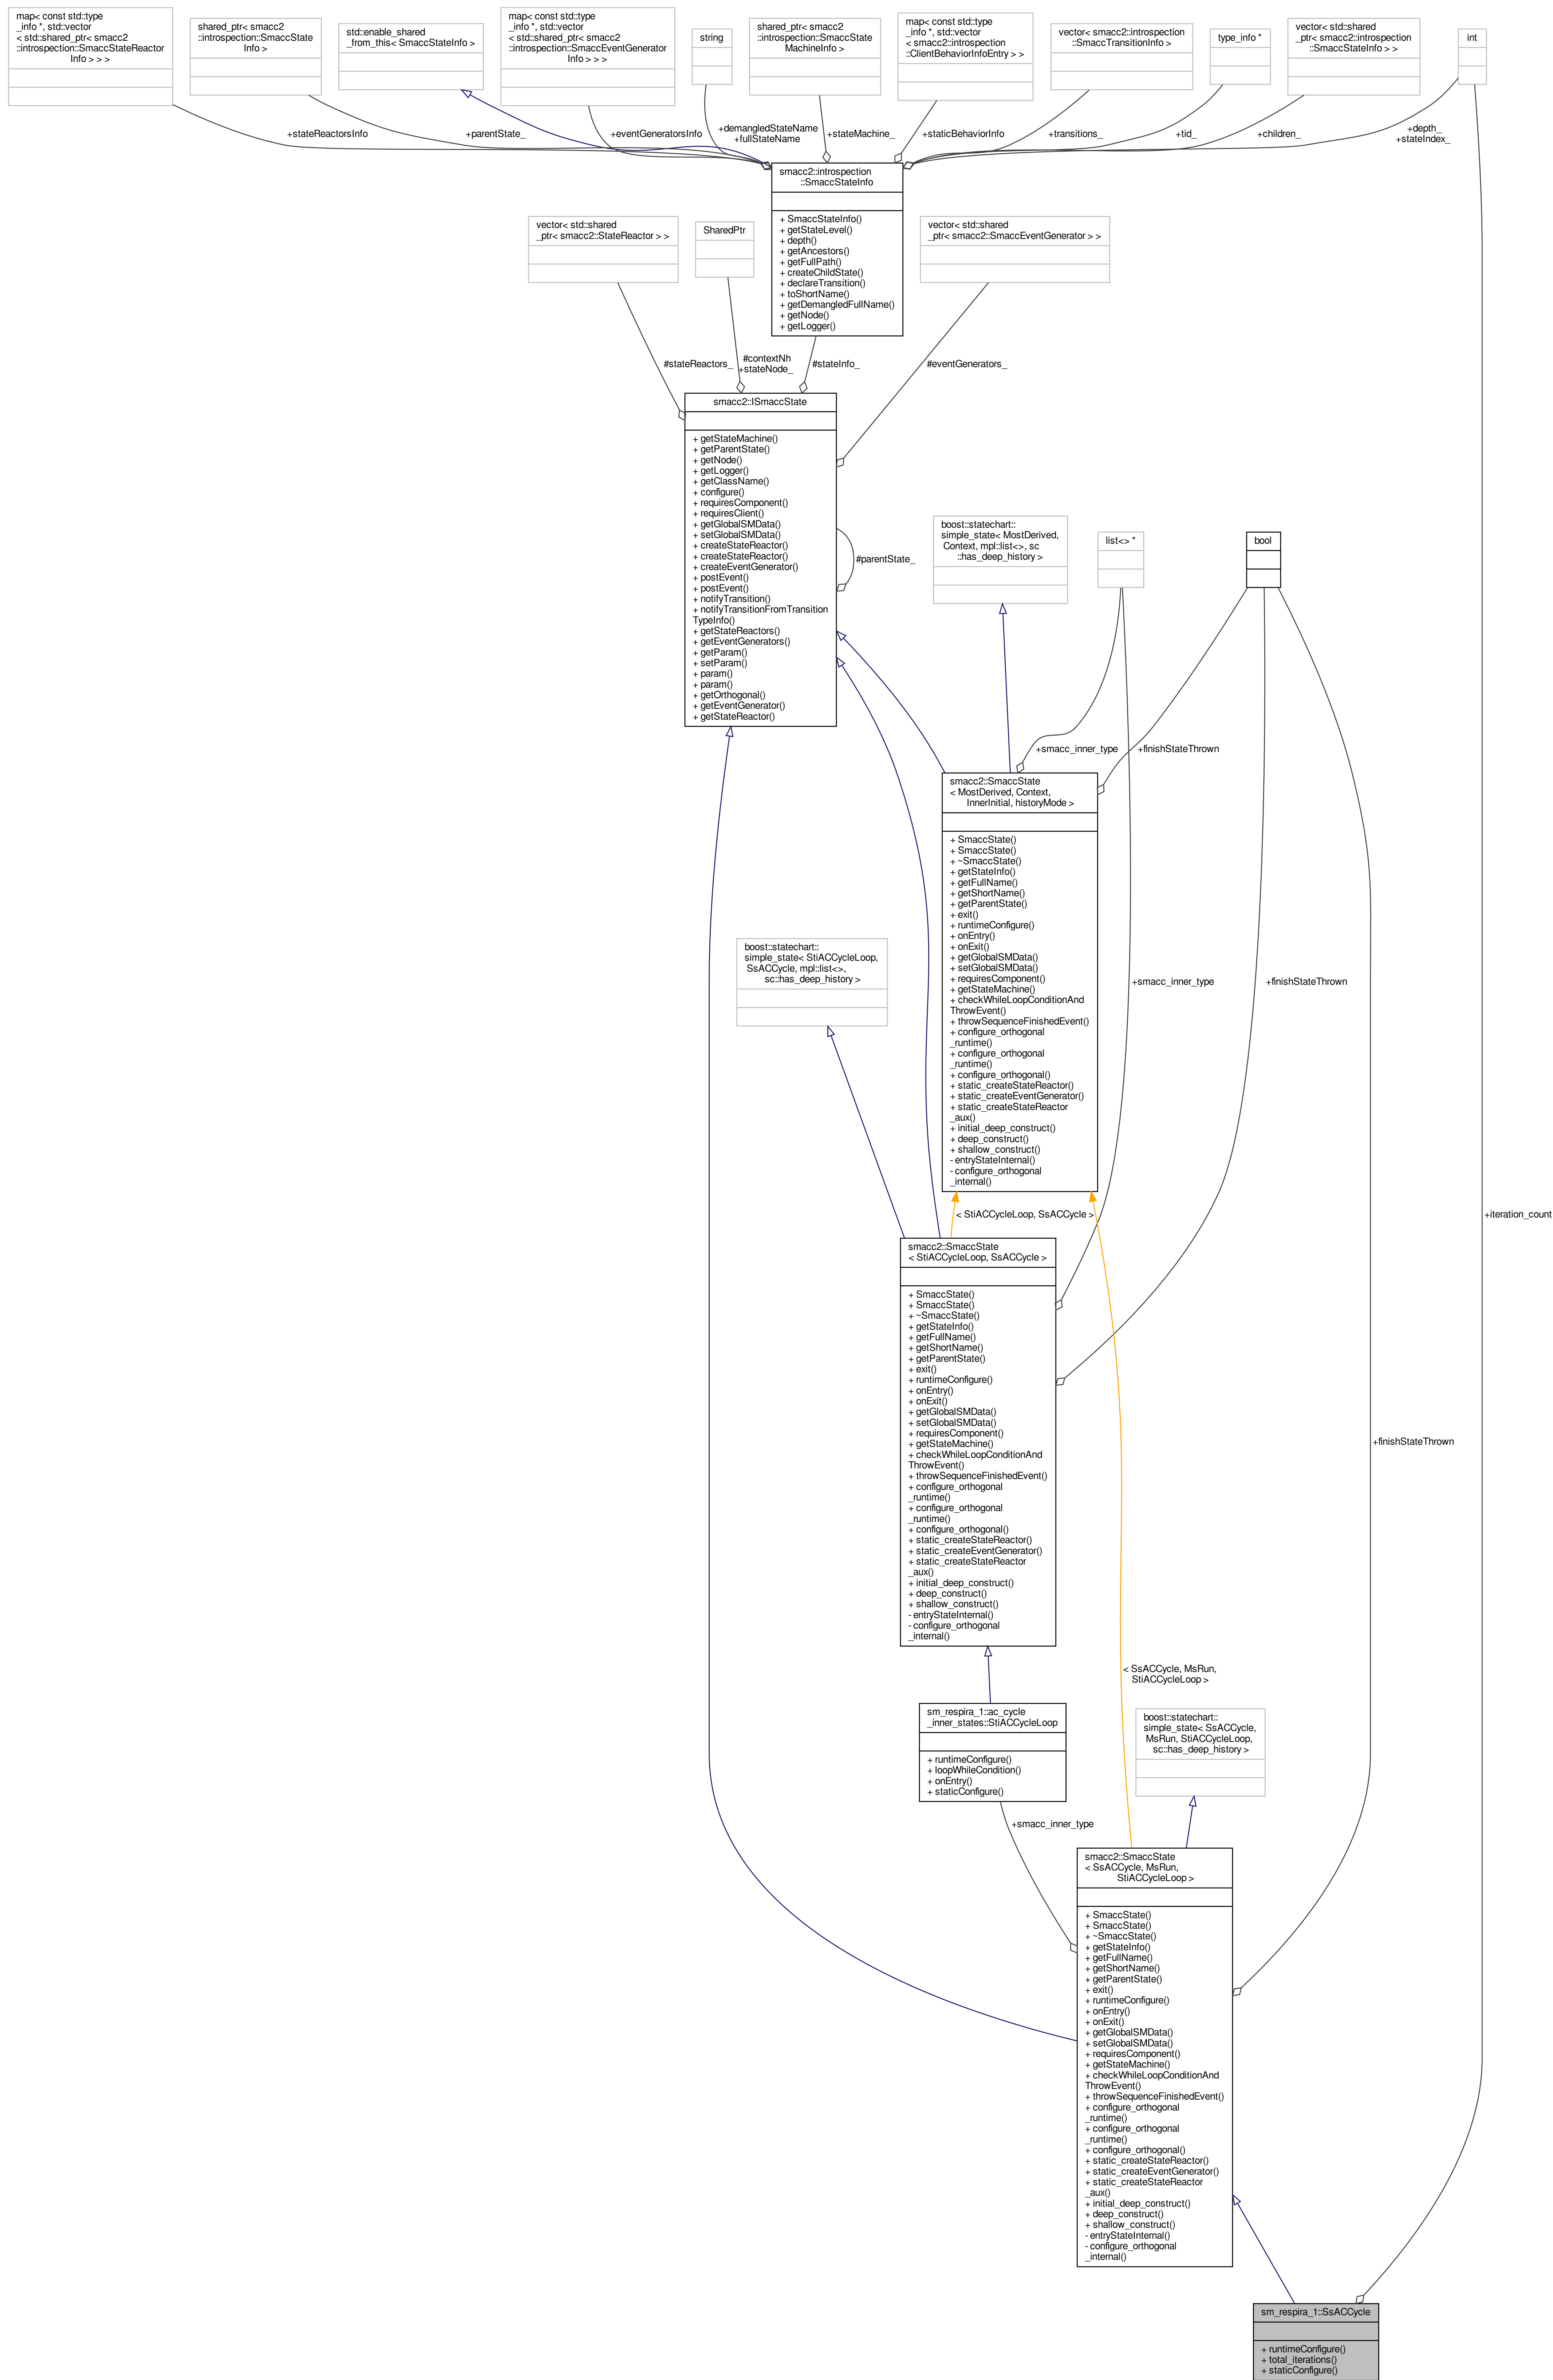 map< const std::type
_info *, std::vector
< std::shared_ptr< smacc2
::introspection::SmaccStateReactor
Info > > >
shared_ptr< smacc2
::introspection::SmaccState
Info >
std::enable_shared
_from_this< SmaccStateInfo >
map< const std::type
_info *, std::vector
< std::shared_ptr< smacc2
::introspection::SmaccEventGenerator
Info > > >
string
shared_ptr< smacc2
::introspection::SmaccState
MachineInfo >
map< const std::type
_info *, std::vector
< smacc2::introspection
::ClientBehaviorInfoEntry > >
vector< smacc2::introspection
::SmaccTransitionInfo >
type_info *
vector< std::shared
_ptr< smacc2::introspection
::SmaccStateInfo > >
int
+stateReactorsInfo
+parentState_
+eventGeneratorsInfo
+demangledStateName
+fullStateName
+stateMachine_
+staticBehaviorInfo
+transitions_
+tid_
+children_
+depth_
+stateIndex_
smacc2::introspection
::SmaccStateInfo
+ SmaccStateInfo()
+ getStateLevel()
+ depth()
+ getAncestors()
+ getFullPath()
+ createChildState()
+ declareTransition()
+ toShortName()
+ getDemangledFullName()
+ getNode()
+ getLogger()
vector< std::shared
_ptr< smacc2::StateReactor > >
SharedPtr
vector< std::shared
_ptr< smacc2::SmaccEventGenerator > >
#stateReactors_
#contextNh
+stateNode_
#stateInfo_
#eventGenerators_
smacc2::ISmaccState
+ getStateMachine()
+ getParentState()
+ getNode()
+ getLogger()
+ getClassName()
+ configure()
+ requiresComponent()
+ requiresClient()
+ getGlobalSMData()
+ setGlobalSMData()
+ createStateReactor()
+ createStateReactor()
+ createEventGenerator()
+ postEvent()
+ postEvent()
+ notifyTransition()
+ notifyTransitionFromTransition
TypeInfo()
+ getStateReactors()
+ getEventGenerators()
+ getParam()
+ setParam()
+ param()
+ param()
+ getOrthogonal()
+ getEventGenerator()
+ getStateReactor()
#parentState_
boost::statechart::
simple_state< MostDerived,
Context, mpl::list<>, sc
::has_deep_history >
list<> *
bool
+smacc_inner_type
+finishStateThrown
smacc2::SmaccState
< MostDerived, Context,
InnerInitial, historyMode >
+ SmaccState()
+ SmaccState()
+ ~SmaccState()
+ getStateInfo()
+ getFullName()
+ getShortName()
+ getParentState()
+ exit()
+ runtimeConfigure()
+ onEntry()
+ onExit()
+ getGlobalSMData()
+ setGlobalSMData()
+ requiresComponent()
+ getStateMachine()
+ checkWhileLoopConditionAnd
ThrowEvent()
+ throwSequenceFinishedEvent()
+ configure_orthogonal
_runtime()
+ configure_orthogonal
_runtime()
+ configure_orthogonal()
+ static_createStateReactor()
+ static_createEventGenerator()
+ static_createStateReactor
_aux()
+ initial_deep_construct()
+ deep_construct()
+ shallow_construct()
- entryStateInternal()
- configure_orthogonal
_internal()
boost::statechart::
simple_state< StiACCycleLoop,
SsACCycle, mpl::list<>,
sc::has_deep_history >
+smacc_inner_type
+finishStateThrown
< StiACCycleLoop, SsACCycle >
+iteration_count
smacc2::SmaccState
< StiACCycleLoop, SsACCycle >
+ SmaccState()
+ SmaccState()
+ ~SmaccState()
+ getStateInfo()
+ getFullName()
+ getShortName()
+ getParentState()
+ exit()
+ runtimeConfigure()
+ onEntry()
+ onExit()
+ getGlobalSMData()
+ setGlobalSMData()
+ requiresComponent()
+ getStateMachine()
+ checkWhileLoopConditionAnd
ThrowEvent()
+ throwSequenceFinishedEvent()
+ configure_orthogonal
_runtime()
+ configure_orthogonal
_runtime()
+ configure_orthogonal()
+ static_createStateReactor()
+ static_createEventGenerator()
+ static_createStateReactor
_aux()
+ initial_deep_construct()
+ deep_construct()
+ shallow_construct()
- entryStateInternal()
- configure_orthogonal
_internal()
+finishStateThrown
< SsACCycle, MsRun,
StiACCycleLoop >
sm_respira_1::ac_cycle
_inner_states::StiACCycleLoop
+ runtimeConfigure()
+ loopWhileCondition()
+ onEntry()
+ staticConfigure()
boost::statechart::
simple_state< SsACCycle,
MsRun, StiACCycleLoop,
sc::has_deep_history >
+smacc_inner_type
smacc2::SmaccState
< SsACCycle, MsRun,
StiACCycleLoop >
+ SmaccState()
+ SmaccState()
+ ~SmaccState()
+ getStateInfo()
+ getFullName()
+ getShortName()
+ getParentState()
+ exit()
+ runtimeConfigure()
+ onEntry()
+ onExit()
+ getGlobalSMData()
+ setGlobalSMData()
+ requiresComponent()
+ getStateMachine()
+ checkWhileLoopConditionAnd
ThrowEvent()
+ throwSequenceFinishedEvent()
+ configure_orthogonal
_runtime()
+ configure_orthogonal
_runtime()
+ configure_orthogonal()
+ static_createStateReactor()
+ static_createEventGenerator()
+ static_createStateReactor
_aux()
+ initial_deep_construct()
+ deep_construct()
+ shallow_construct()
- entryStateInternal()
- configure_orthogonal
_internal()
sm_respira_1::SsACCycle
+ runtimeConfigure()
+ total_iterations()
+ staticConfigure()